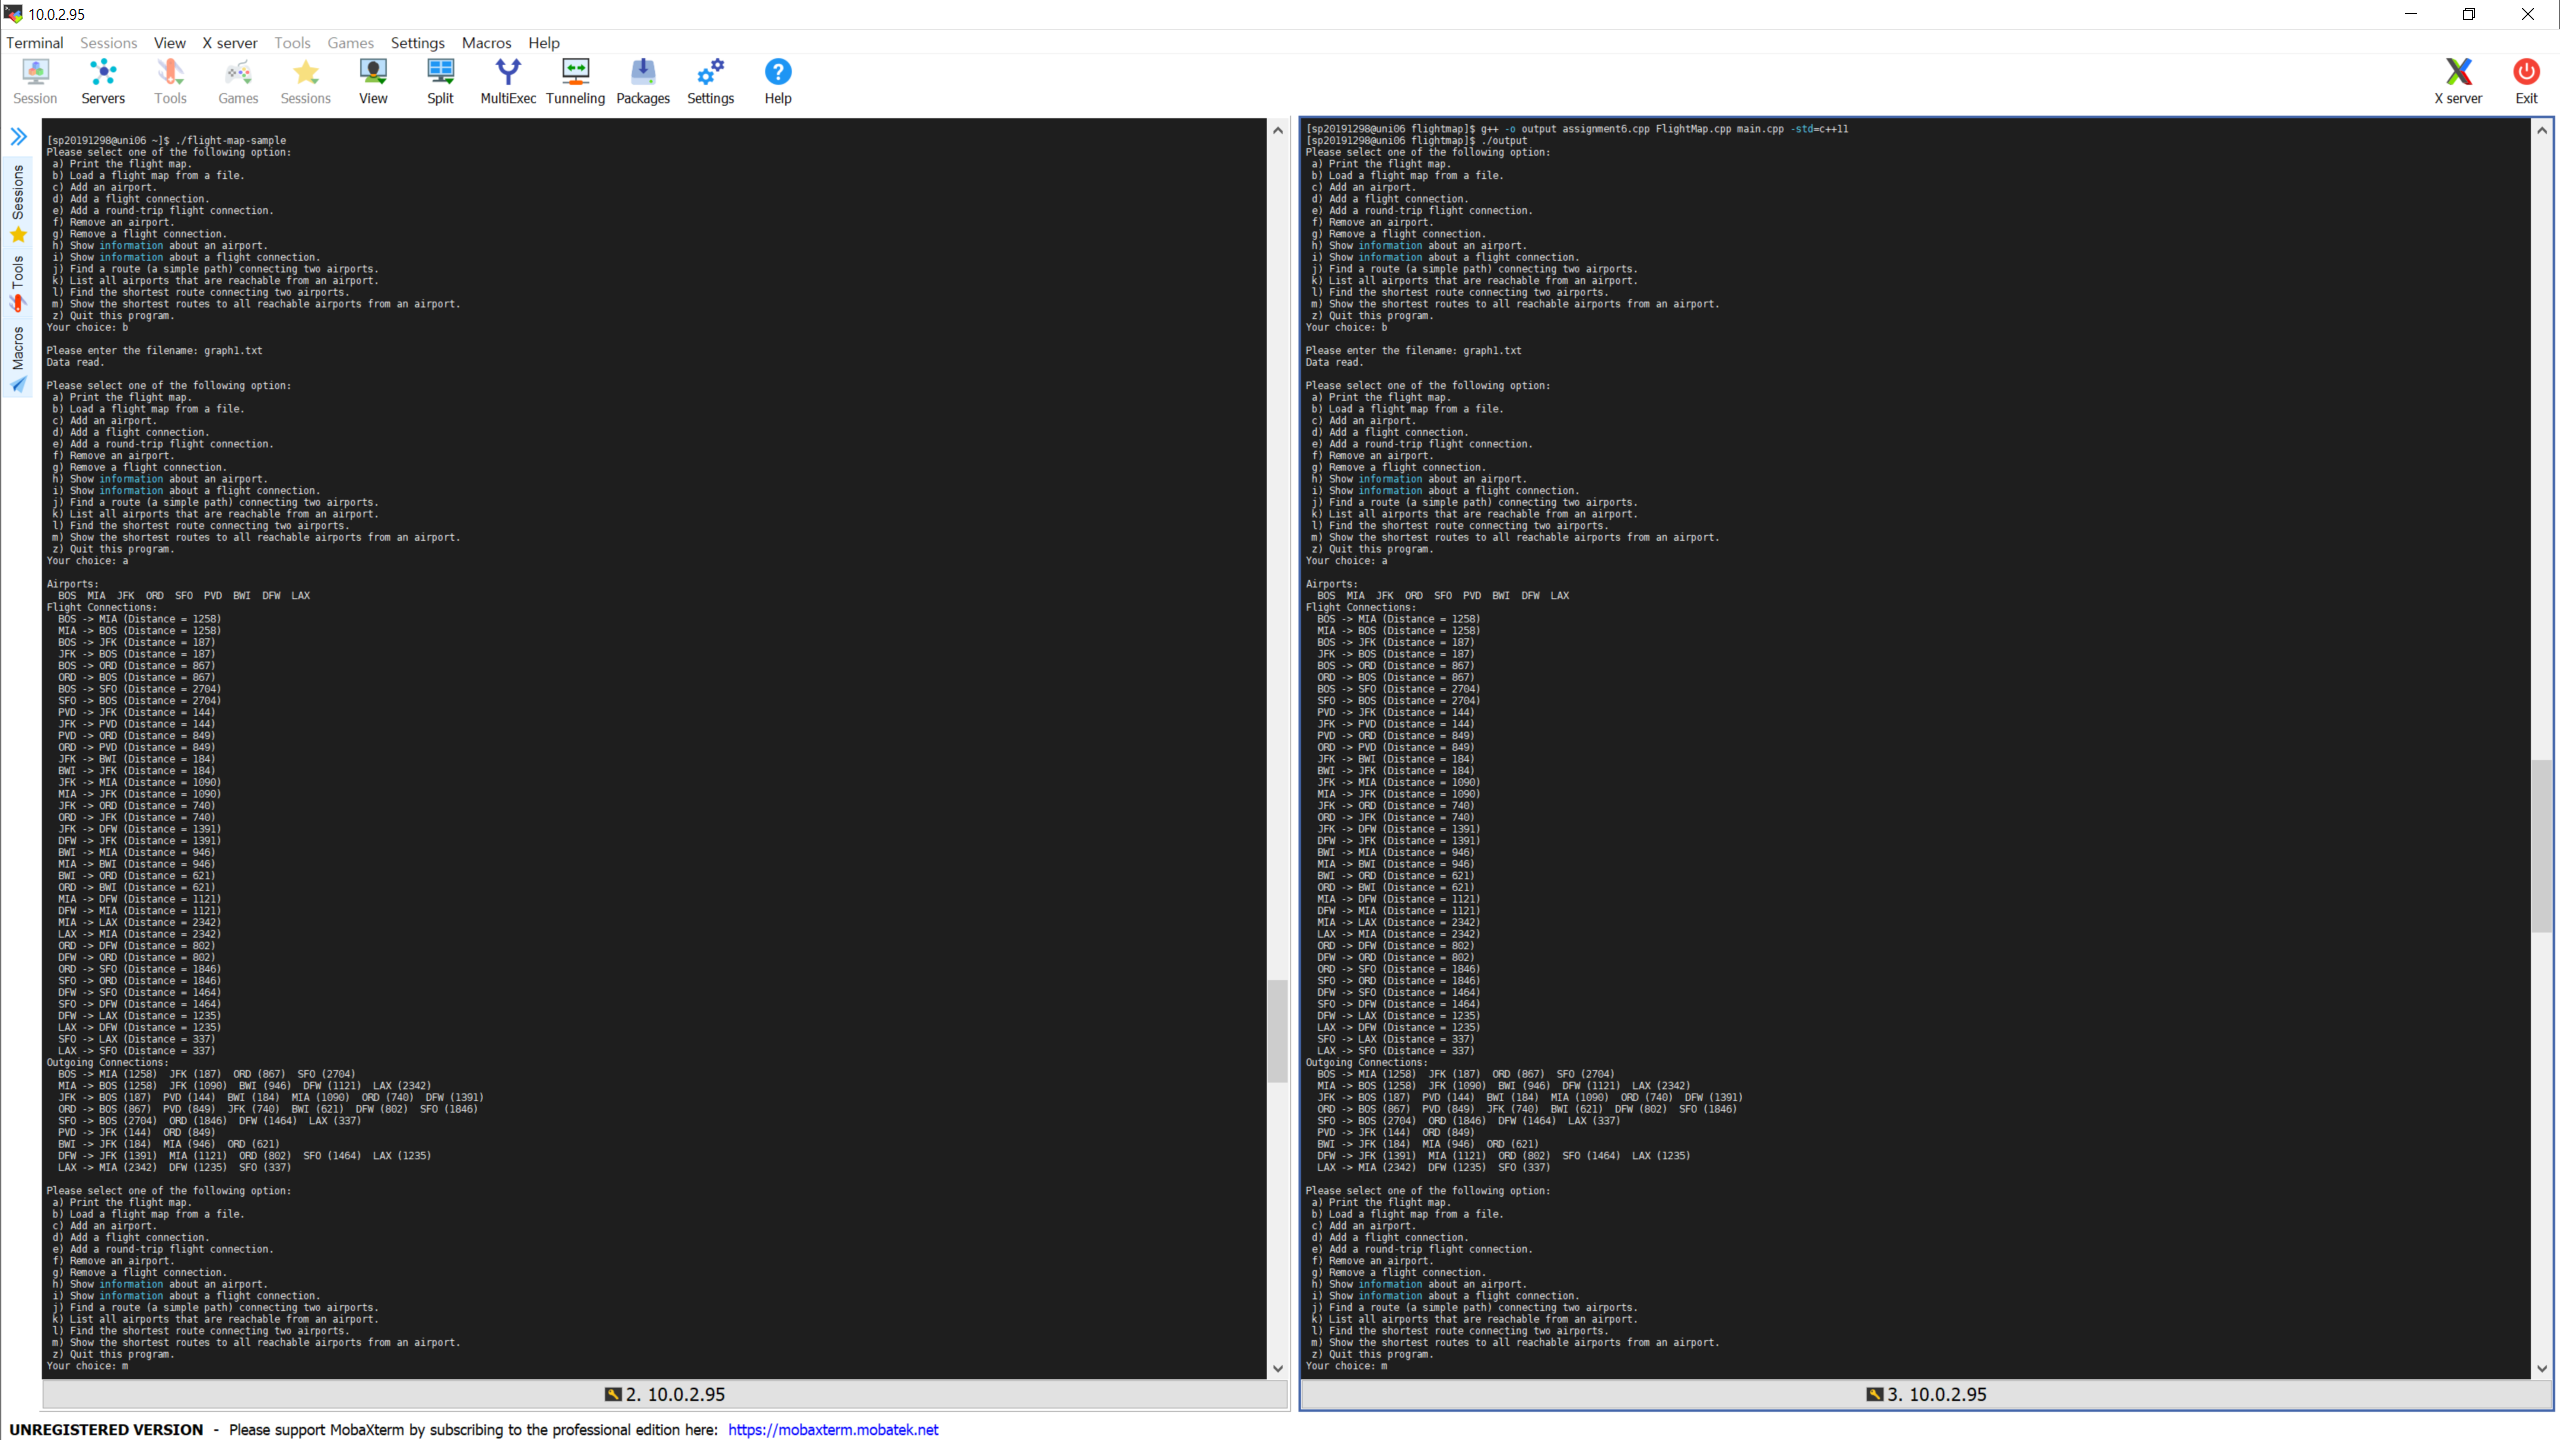 10.0.2.95
Terminal Sessions View X server Tools Games Settings Macros Help
Session Servers Tools Games Sessions View Split MultiExec Tunneling Packages Settings Help X server Exit
Sessions
Tools
Macros
[sp20191298@uni06 ~]$ ./flight-map-sample
Please select one of the following option:
a) Print the flight map.
b) Load a flight map from a file.
c) Add an airport.
d) Add a flight connection.
e) Add a round-trip flight connection.
f) Remove an airport.
g) Remove a flight connection.
h) Show information about an airport.
i) Show information about a flight connection.
j) Find a route (a simple path) connecting two airports.
k) List all airports that are reachable from an airport.
l) Find the shortest route connecting two airports.
m) Show the shortest routes to all reachable airports from an airport.
z) Quit this program.
Your choice: b
Please enter the filename: graph1.txt
Data read.
Please select one of the following option:
a) Print the flight map.
b) Load a flight map from a file.
c) Add an airport.
d) Add a flight connection.
e) Add a round-trip flight connection.
f) Remove an airport.
g) Remove a flight connection.
h) Show information about an airport.
i) Show information about a flight connection.
j) Find a route (a simple path) connecting two airports.
k) List all airports that are reachable from an airport.
l) Find the shortest route connecting two airports.
m) Show the shortest routes to all reachable airports from an airport.
z) Quit this program.
Your choice: a
Airports:
BOS MIA JFK ORD SFO PVD BWI DFW LAX
Flight Connections:
BOS -> MIA (Distance = 1258)
MIA -> BOS (Distance = 1258)
BOS -> JFK (Distance = 187)
JFK -> BOS (Distance = 187)
BOS -> ORD (Distance = 867)
ORD -> BOS (Distance = 867)
BOS -> SFO (Distance = 2704)
SFO -> BOS (Distance = 2704)
PVD -> JFK (Distance = 144)
JFK -> PVD (Distance = 144)
PVD -> ORD (Distance = 849)
ORD -> PVD (Distance = 849)
JFK -> BWI (Distance = 184)
BWI -> JFK (Distance = 184)
JFK -> MIA (Distance = 1090)
MIA -> JFK (Distance = 1090)
JFK -> ORD (Distance = 740)
ORD -> JFK (Distance = 740)
JFK -> DFW (Distance = 1391)
DFW -> JFK (Distance = 1391)
BWI -> MIA (Distance = 946)
MIA -> BWI (Distance = 946)
BWI -> ORD (Distance = 621)
ORD -> BWI (Distance = 621)
MIA -> DFW (Distance = 1121)
DFW -> MIA (Distance = 1121)
MIA -> LAX (Distance = 2342)
LAX -> MIA (Distance = 2342)
ORD -> DFW (Distance = 802)
DFW -> ORD (Distance = 802)
ORD -> SFO (Distance = 1846)
SFO -> ORD (Distance = 1846)
DFW -> SFO (Distance = 1464)
SFO -> DFW (Distance = 1464)
DFW -> LAX (Distance = 1235)
LAX -> DFW (Distance = 1235)
SFO -> LAX (Distance = 337)
LAX -> SFO (Distance = 337)
Outgoing Connections:
BOS -> MIA (1258) JFK (187) ORD (867) SFO (2704)
MIA -> BOS (1258) JFK (1090) BWI (946) DFW (1121) LAX (2342)
JFK -> BOS (187) PVD (144) BWI (184) MIA (1090) ORD (740) DFW (1391)
ORD -> BOS (867) PVD (849) JFK (740) BWI (621) DFW (802) SFO (1846)
SFO -> BOS (2704) ORD (1846) DFW (1464) LAX (337)
PVD -> JFK (144) ORD (849)
BWI -> JFK (184) MIA (946) ORD (621)
DFW -> JFK (1391) MIA (1121) ORD (802) SFO (1464) LAX (1235)
LAX -> MIA (2342) DFW (1235) SFO (337)
Please select one of the following option:
a) Print the flight map.
b) Load a flight map from a file.
c) Add an airport.
d) Add a flight connection.
e) Add a round-trip flight connection.
f) Remove an airport.
g) Remove a flight connection.
h) Show information about an airport.
i) Show information about a flight connection.
j) Find a route (a simple path) connecting two airports.
k) List all airports that are reachable from an airport.
l) Find the shortest route connecting two airports.
m) Show the shortest routes to all reachable airports from an airport.
z) Quit this program.
Your choice: m
2. 10.0.2.95
[sp20191298@uni06 flightmap]$ g++ -o output assignment6.cpp FlightMap.cpp main.cpp -std=c++11
[sp20191298@uni06 flightmap]$ ./output
Please select one of the following option:
a) Print the flight map.
b) Load a flight map from a file.
c) Add an airport.
d) Add a flight connection.
e) Add a round-trip flight connection.
f) Remove an airport.
g) Remove a flight connection.
h) Show information about an airport.
i) Show information about a flight connection.
j) Find a route (a simple path) connecting two airports.
k) List all airports that are reachable from an airport.
l) Find the shortest route connecting two airports.
m) Show the shortest routes to all reachable airports from an airport.
z) Quit this program.
Your choice: b
Please enter the filename: graph1.txt
Data read.
Please select one of the following option:
a) Print the flight map.
b) Load a flight map from a file.
c) Add an airport.
d) Add a flight connection.
e) Add a round-trip flight connection.
f) Remove an airport.
g) Remove a flight connection.
h) Show information about an airport.
i) Show information about a flight connection.
j) Find a route (a simple path) connecting two airports.
k) List all airports that are reachable from an airport.
l) Find the shortest route connecting two airports.
m) Show the shortest routes to all reachable airports from an airport.
z) Quit this program.
Your choice: a
Airports:
BOS MIA JFK ORD SFO PVD BWI DFW LAX
Flight Connections:
BOS -> MIA (Distance = 1258)
MIA -> BOS (Distance = 1258)
BOS -> JFK (Distance = 187)
JFK -> BOS (Distance = 187)
BOS -> ORD (Distance = 867)
ORD -> BOS (Distance = 867)
BOS -> SFO (Distance = 2704)
SFO -> BOS (Distance = 2704)
PVD -> JFK (Distance = 144)
JFK -> PVD (Distance = 144)
PVD -> ORD (Distance = 849)
ORD -> PVD (Distance = 849)
JFK -> BWI (Distance = 184)
BWI -> JFK (Distance = 184)
JFK -> MIA (Distance = 1090)
MIA -> JFK (Distance = 1090)
JFK -> ORD (Distance = 740)
ORD -> JFK (Distance = 740)
JFK -> DFW (Distance = 1391)
DFW -> JFK (Distance = 1391)
BWI -> MIA (Distance = 946)
MIA -> BWI (Distance = 946)
BWI -> ORD (Distance = 621)
ORD -> BWI (Distance = 621)
MIA -> DFW (Distance = 1121)
DFW -> MIA (Distance = 1121)
MIA -> LAX (Distance = 2342)
LAX -> MIA (Distance = 2342)
ORD -> DFW (Distance = 802)
DFW -> ORD (Distance = 802)
ORD -> SFO (Distance = 1846)
SFO -> ORD (Distance = 1846)
DFW -> SFO (Distance = 1464)
SFO -> DFW (Distance = 1464)
DFW -> LAX (Distance = 1235)
LAX -> DFW (Distance = 1235)
SFO -> LAX (Distance = 337)
LAX -> SFO (Distance = 337)
Outgoing Connections:
BOS -> MIA (1258) JFK (187) ORD (867) SFO (2704)
MIA -> BOS (1258) JFK (1090) BWI (946) DFW (1121) LAX (2342)
JFK -> BOS (187) PVD (144) BWI (184) MIA (1090) ORD (740) DFW (1391)
ORD -> BOS (867) PVD (849) JFK (740) BWI (621) DFW (802) SFO (1846)
SFO -> BOS (2704) ORD (1846) DFW (1464) LAX (337)
PVD -> JFK (144) ORD (849)
BWI -> JFK (184) MIA (946) ORD (621)
DFW -> JFK (1391) MIA (1121) ORD (802) SFO (1464) LAX (1235)
LAX -> MIA (2342) DFW (1235) SFO (337)
Please select one of the following option:
a) Print the flight map.
b) Load a flight map from a file.
c) Add an airport.
d) Add a flight connection.
e) Add a round-trip flight connection.
f) Remove an airport.
g) Remove a flight connection.
h) Show information about an airport.
i) Show information about a flight connection.
j) Find a route (a simple path) connecting two airports.
k) List all airports that are reachable from an airport.
l) Find the shortest route connecting two airports.
m) Show the shortest routes to all reachable airports from an airport.
z) Quit this program.
Your choice: m
3. 10.0.2.95
UNREGISTERED VERSION - Please support MobaXterm by subscribing to the professional edition here: https://mobaxterm.mobatek.net